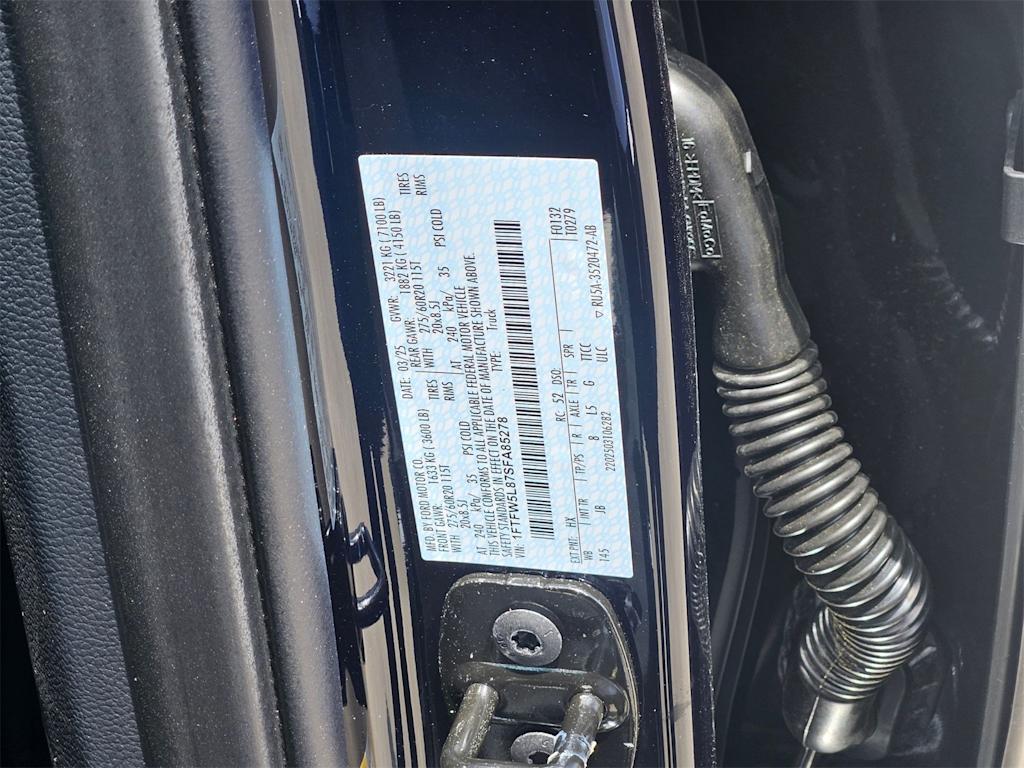 MFD. BY FORD MOTOR CO.
DATE: 03/25
GVWR: 3221 KG ( 7100 LB)
FRONT GAWR: 1633 KG ( 3600 LB)
REAR GAWR: 1882 KG ( 4150 LB)
WITH 275/60R20 115T TIRES
WITH 275/60R20 115T TIRES
20x8.5J RIMS
20x8.5J RIMS
AT 240 kPa/ 35 PSI COLD
AT 240 kPa/ 35 PSI COLD
THIS VEHICLE CONFORMS TO ALL APPLICABLE FEDERAL MOTOR VEHICLE
SAFETY STANDARDS IN EFFECT ON THE DATE OF MANUFACTURE SHOWN ABOVE.
VIN: 1FTFW5L87SFA85278
TYPE: Truck
F0132
T0279
EXT PNT: HX RC: 52 DSO:
WB INT TR TP/PS R AXLE TR SPR
145 JB 8 L5 G TTCC
ULC
2202503106282
▽ RU5A-3520472-AB
FoMoCo